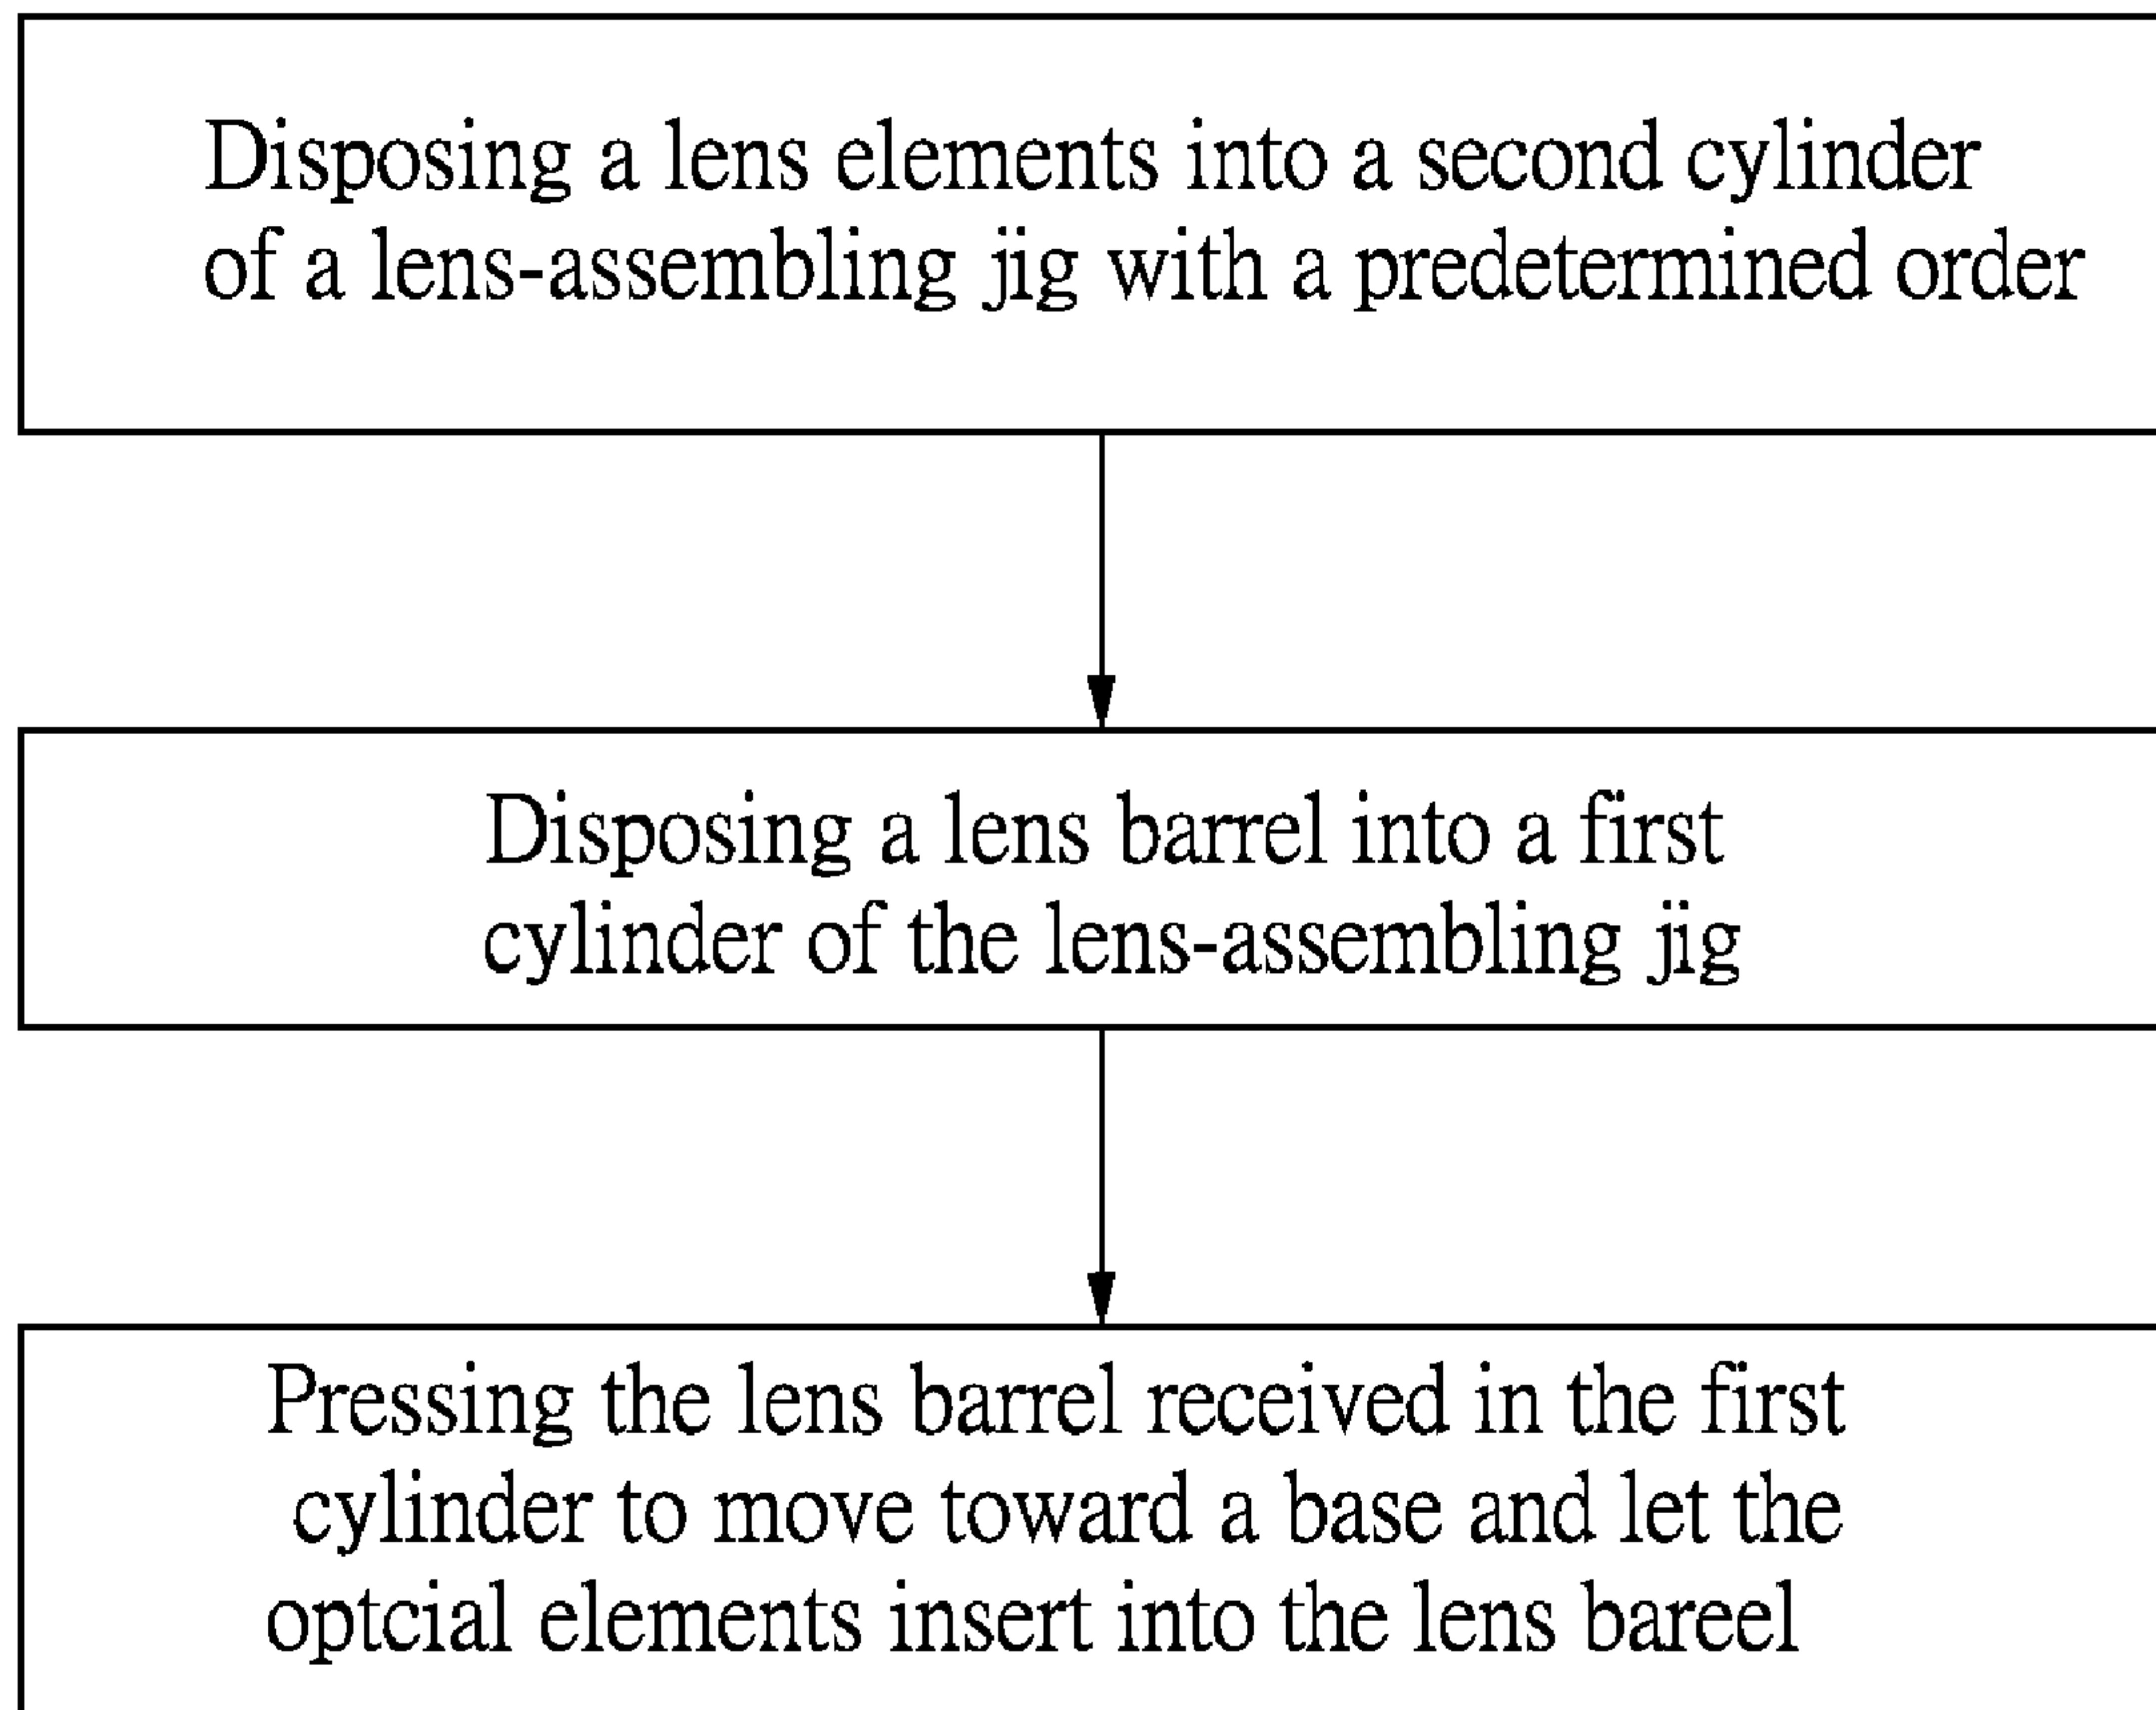 Disposing a lens elements into a second cylinder
of a lens-assembling jig with a predetermined order
Disposing a lens barrel into a first
cylinder of the lens-assembling jig
Pressing the lens barrel received in the first
cylinder to move toward a base and let the
optcial elements insert into the lens bareel